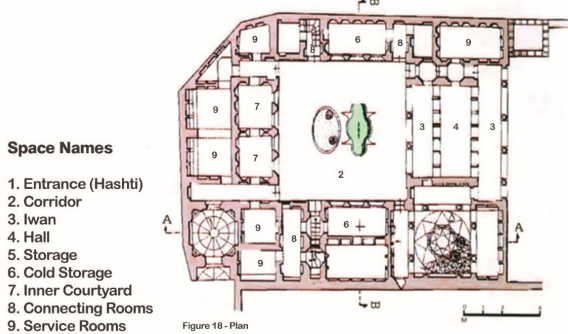 B
9
8
6
8
9
9
7
3
4
3
9
7
2
Space Names
1. Entrance (Hashti)
2. Corridor
3. Iwan
4. Hall
5. Storage
6. Cold Storage
7. Inner Courtyard
8. Connecting Rooms
9. Service Rooms
A
9
8
6
A
9
B
M
Figure 18 - Plan